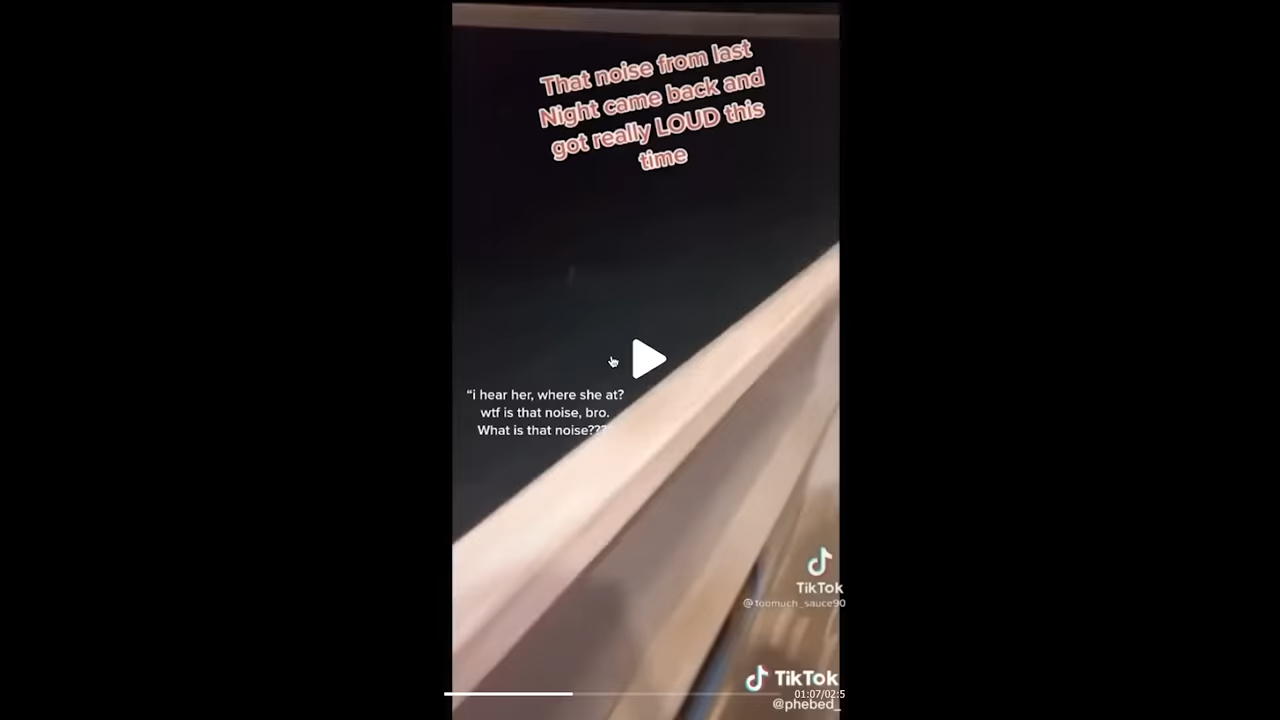 That noise from last
Night came back and
got really LOUD this
time
“i hear her, where she at?
wtf is that noise, bro.
What is that noise???
TikTok
@toomuch_sauce90
TikTok
01:07/02:5
@phebed_